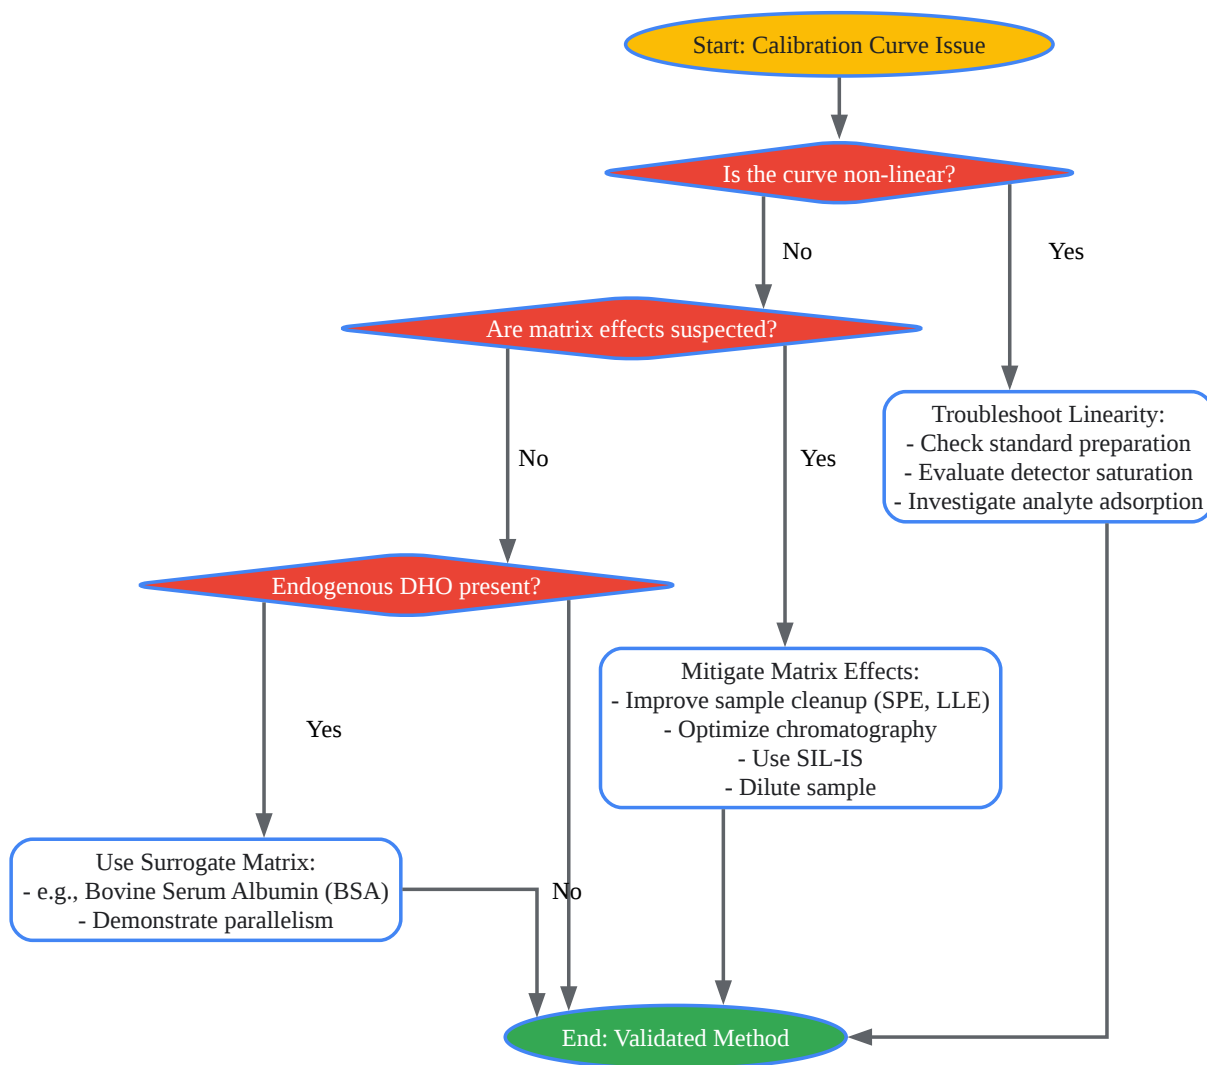 Start: Calibration Curve Issue
Is the curve non-linear?
No
Yes
Are matrix effects suspected?
Troubleshoot Linearity:
- Check standard preparation
- Evaluate detector saturation
- Investigate analyte adsorption
No
Yes
Endogenous DHO present?
Mitigate Matrix Effects:
- Improve sample cleanup (SPE, LLE)
- Optimize chromatography
- Use SIL-IS
- Dilute sample
Yes
Use Surrogate Matrix:
- e.g., Bovine Serum Albumin (BSA)
- Demonstrate parallelism
No
End: Validated Method